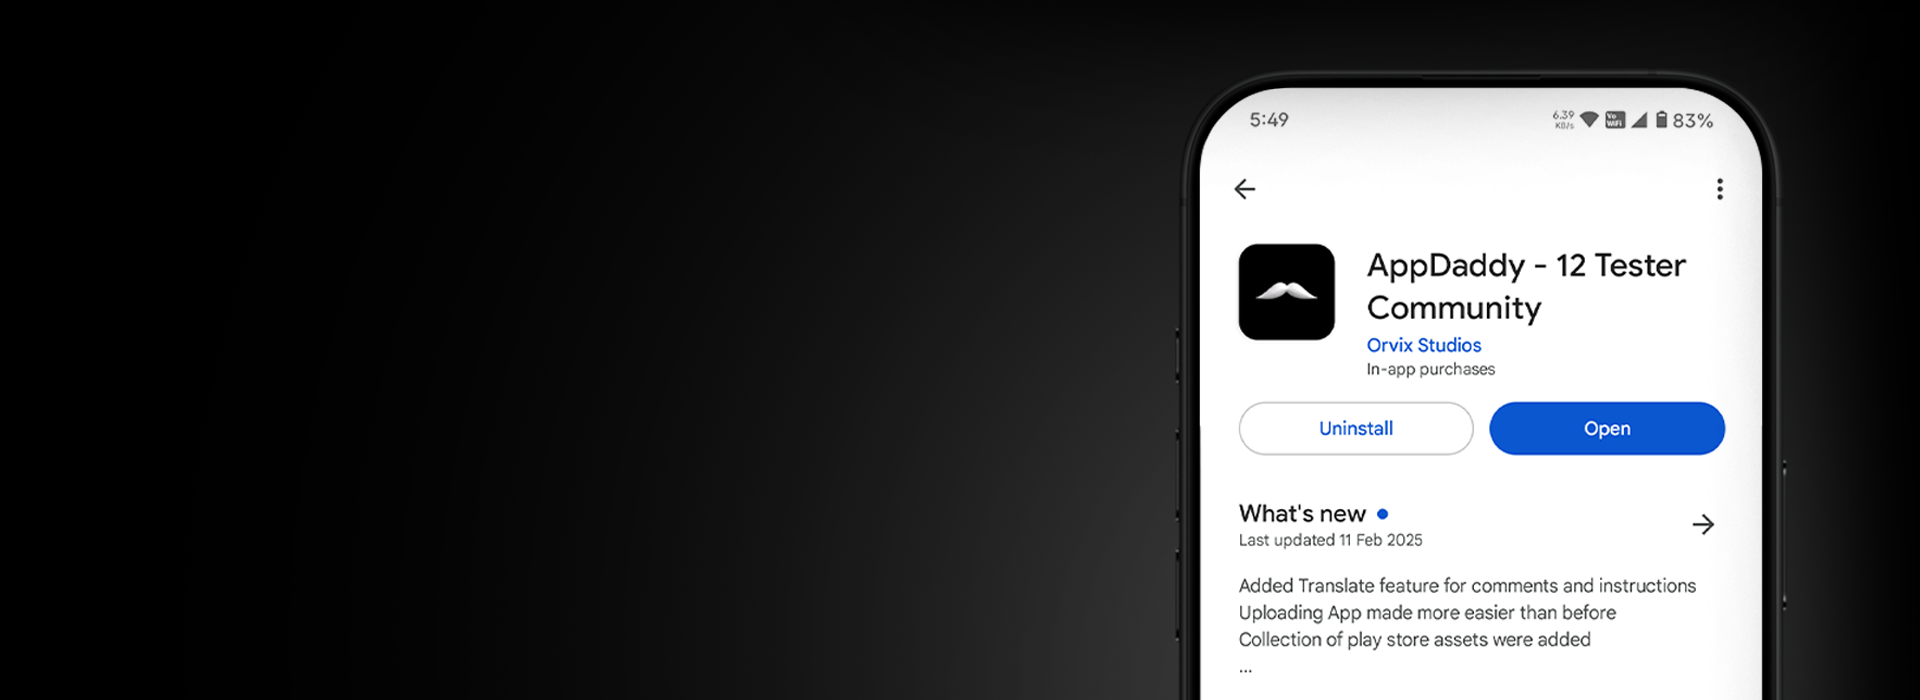 5:49
6.39
KB/s
Vo
WiFi
83%
AppDaddy - 12 Tester
Community
Orvix Studios
In-app purchases
Uninstall
Open
What's new
Last updated 11 Feb 2025
Added Translate feature for comments and instructions
Uploading App made more easier than before
Collection of play store assets were added
...